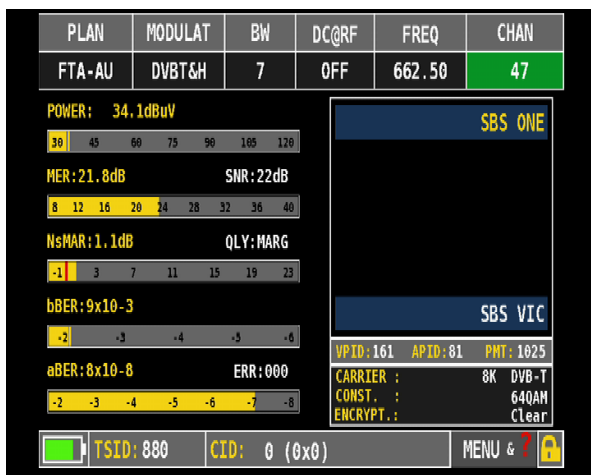 PLAN MODULAT BW DC@RF FREQ CHAN
FTA-AU DVBT&H 7 OFF 662.50 47
POWER: 34.1dBuV
30 45 60 75 90 105 120
MER:21.8dB SNR:22dB
8 12 16 20 24 28 32 36 40
NsMAR:1.1dB QLY:MARG
-1 3 7 11 15 19 23
bBER:9x10-3
-2 -3 -4 -5 -6
aBER:8x10-8 ERR:000
-2 -3 -4 -5 -6 -7 -8
SBS ONE
SBS VIC
VPID:161 APID:81 PMT:1025
CARRIER : 8K DVB-T
CONST. : 64QAM
ENCRYPT.: Clear
TSID:880 CID: 0 (0x0) MENU & ?